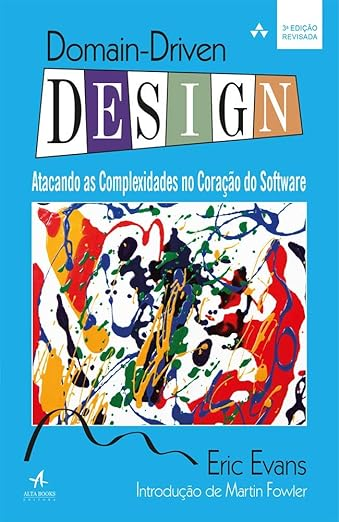 3ª EDIÇÃO
REVISADA
Domain-Driven
DESIGN
Atacando as Complexidades no Coração do Software
Eric Evans
Introdução de Martin Fowler
ALTA BOOKS
EDITORA